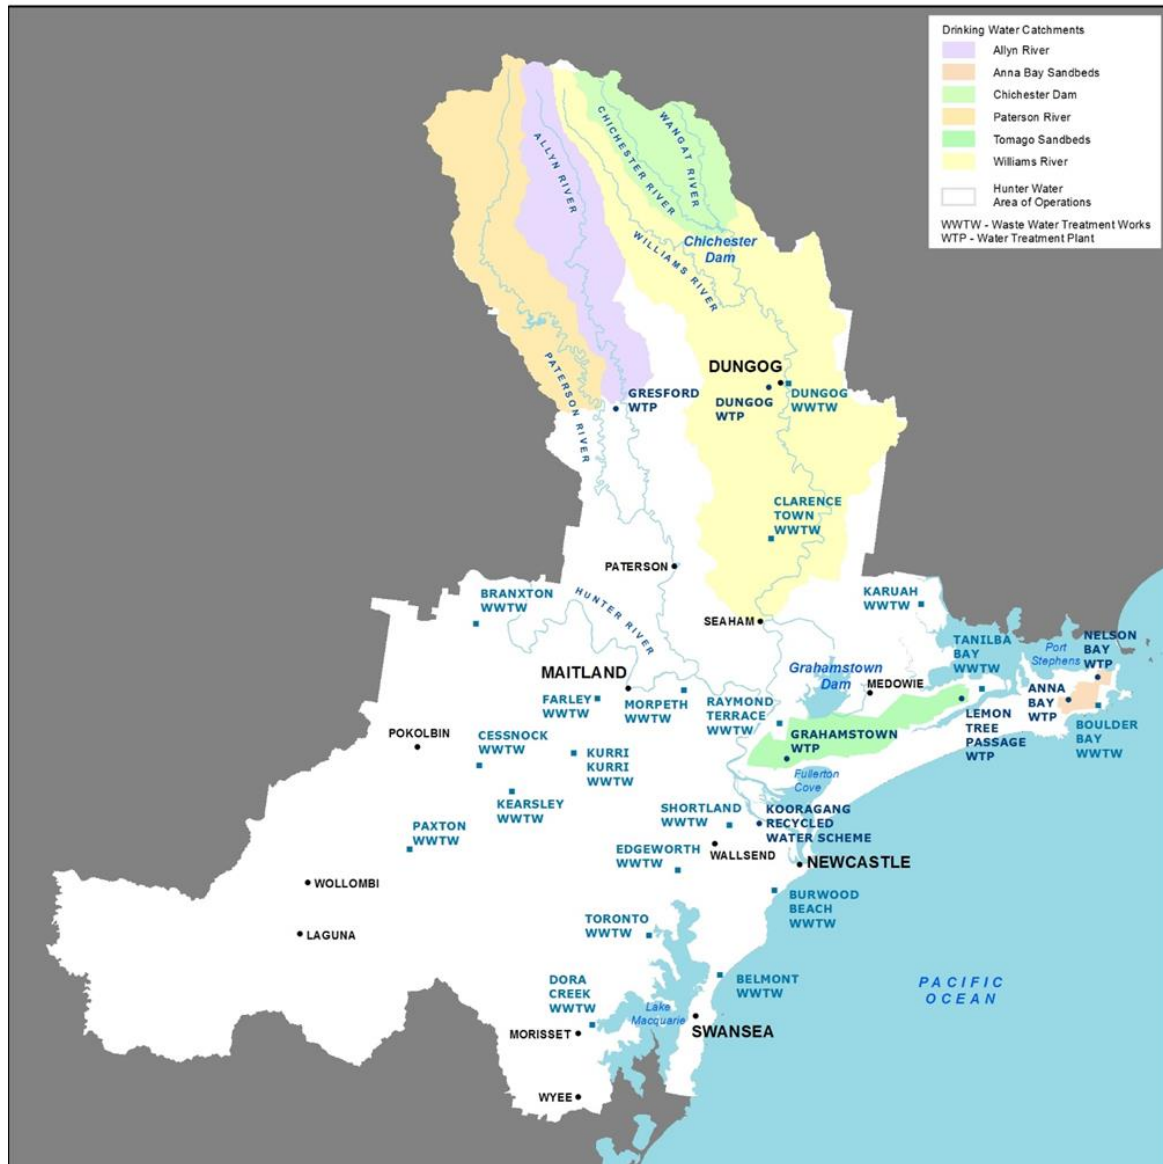 Drinking Water Catchments
Allyn River
Anna Bay Sandbeds
Chichester Dam
Paterson River
Tomago Sandbeds
Williams River
Hunter Water
Area of Operations
WWTW - Waste Water Treatment Works
WTP - Water Treatment Plant
ALLYN RIVER
CHICHESTER RIVER
WANGAT RIVER
WILLIAMS RIVER
Chichester
Dam
PATERSON RIVER
DUNGOG
GRESFORD
WTP
DUNGOG
WTP
DUNGOG
WWTW
CLARENCE
TOWN
WWTW
PATERSON
BRANXTON
WWTW
HUNTER RIVER
SEAHAM
KARUAH
WWTW
TANILBA
BAY
WWTW
Port
Stephens
NELSON
BAY
WTP
MAITLAND
Grahamstown
Dam
MEDOWIE
FARLEY
WWTW
MORPETH
WWTW
RAYMOND
TERRACE
WWTW
ANNA
BAY
WTP
LEMON
TREE
PASSAGE
WTP
BOULDER
BAY
WWTW
POKOLBIN
CESSNOCK
WWTW
KURRI
KURRI
WWTW
GRAHAMSTOWN
WTP
Fullerton
Cove
KEARSLEY
WWTW
SHORTLAND
WWTW
KOORAGANG
RECYCLED
WATER SCHEME
PAXTON
WWTW
EDGEWORTH
WWTW
WALLSEND
NEWCASTLE
WOLLOMBI
BURWOOD
BEACH
WWTW
LAGUNA
TORONTO
WWTW
DORA
CREEK
WWTW
BELMONT
WWTW
PACIFIC
OCEAN
Lake
Macquarie
MORISSET
SWANSEA
WYEE